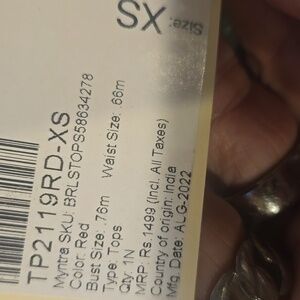 Size: XS
TP2119RD-XS
Myntra SKU: BRLSTOPS58634278
Color: Red
Bust Size: .76m Waist Size: .66m
Type: Tops
Qty: 1N
MRP: Rs.1499 (Incl. All Taxes)
Country of origin: India
Mfg. Date: ALG-2022